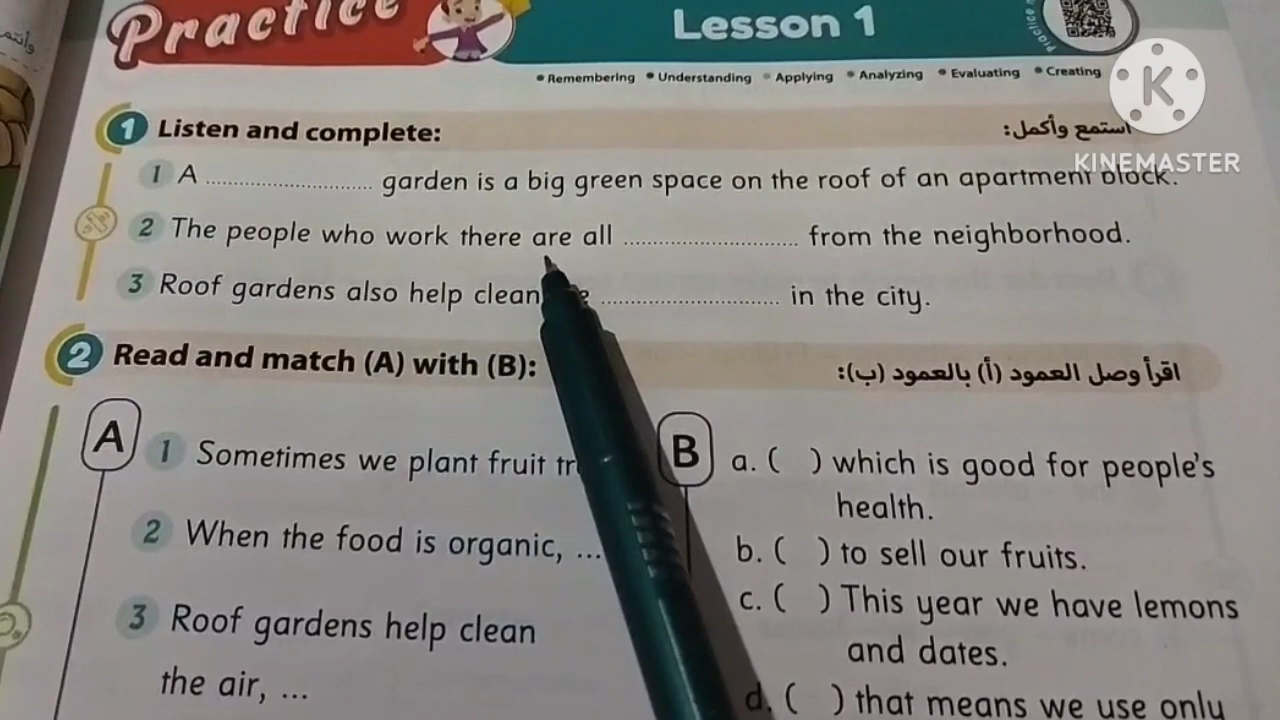 Practice
Lesson 1
Remembering Understanding Applying Analyzing Evaluating Creating
KINEMASTER
1 Listen and complete:
استمع وأكمل:
1 A ........................ garden is a big green space on the roof of an apartment block.
2 The people who work there are all ........................ from the neighborhood.
3 Roof gardens also help clean ........................ in the city.
2 Read and match (A) with (B):
اقرأ وصل العمود (أ) بالعمود (ب):
A
1 Sometimes we plant fruit
2 When the food is organic, ...
3 Roof gardens help clean
the air, ...
B
a. ( ) which is good for people's
health.
b. ( ) to sell our fruits.
c. ( ) This year we have lemons
and dates.
d. ( ) that means we use only